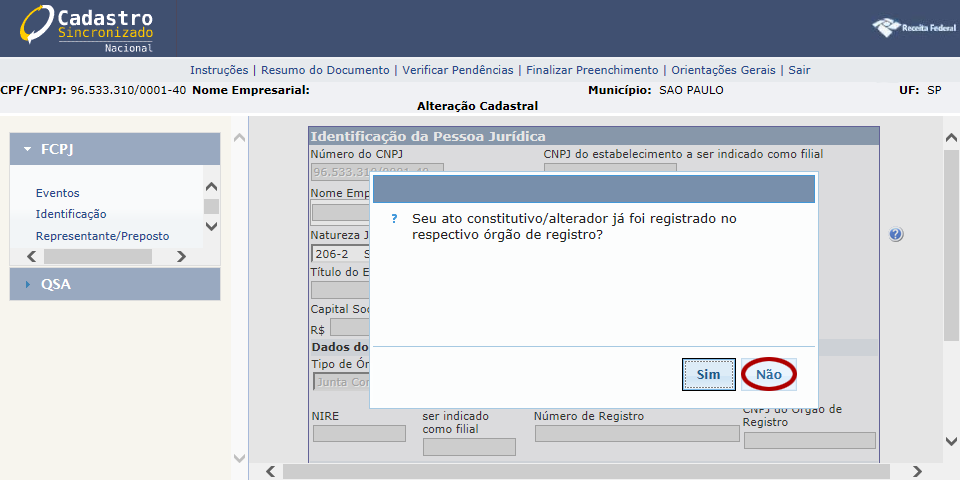 Cadastro
Sincronizado
Nacional
Receita Federal
Instruções | Resumo do Documento | Verificar Pendências | Finalizar Preenchimento | Orientações Gerais | Sair
CPF/CNPJ: 96.533.310/0001-40 Nome Empresarial: Município: SAO PAULO UF: SP
Alteração Cadastral
FCPJ
Eventos
Identificação
Representante/Preposto
QSA
Identificação da Pessoa Jurídica
Número do CNPJ CNPJ do estabelecimento a ser indicado como filial
96.533.310/0001-40
Nome Emp
Natureza J
206-2 S
Título do E
Capital Soc
R$
Dados do
Tipo de Ór
Junta Con
? Seu ato constitutivo/alterador já foi registrado no
respectivo órgão de registro?
Sim Não
NIRE
ser indicado
como filial
Número de Registro
CNPJ do Órgão de
Registro
?